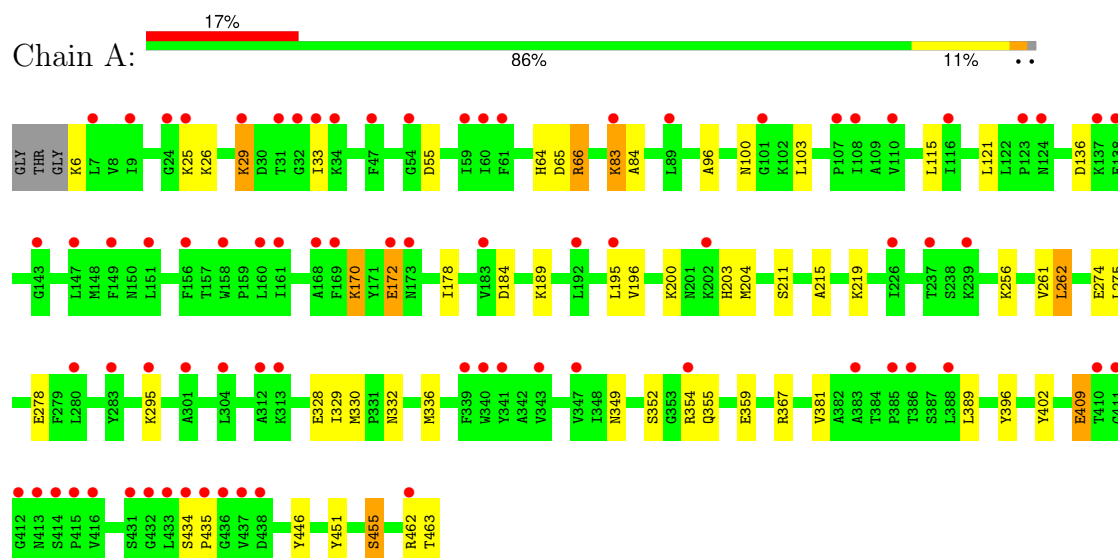 17%
Chain A:
86% 11% • •
GLY THR GLY K6 L7 V8 I9 G24 K25 K26 K29 D30 T31 G32 I33 K34 F47 G54 D55 I59 I60 F61 H64 D65 R66 K83 A84 L89 A96 N100 G101 K102 L103 P107 I108 A109 V110 L115 I116 L121 L122 P123 N124 D136 K137 E138
G143 L147 M148 F149 N150 L151 F156 T157 W158 P159 L160 I161 A168 F169 K170 Y171 E172 N173 I178 V183 D184 K189 L192 L195 V196 K200 N201 K202 H203 M204 S211 A215 K219 I226 T237 S238 K239 K256 V261 L262 E274 L275
E278 F279 L280 Y283 K295 A301 L304 A312 K313 E328 I329 M330 P331 N332 M336 F339 W340 Y341 A342 V343 V347 I348 N349 S352 G353 R354 Q355 E359 R367 V381 A382 A383 T384 P385 T386 S387 L388 L389 Y396 Y402 E409 T410 G411
G412 N413 S414 P415 V416 S431 G432 L433 S434 P435 G436 V437 D438 Y446 Y451 S455 R462 T463